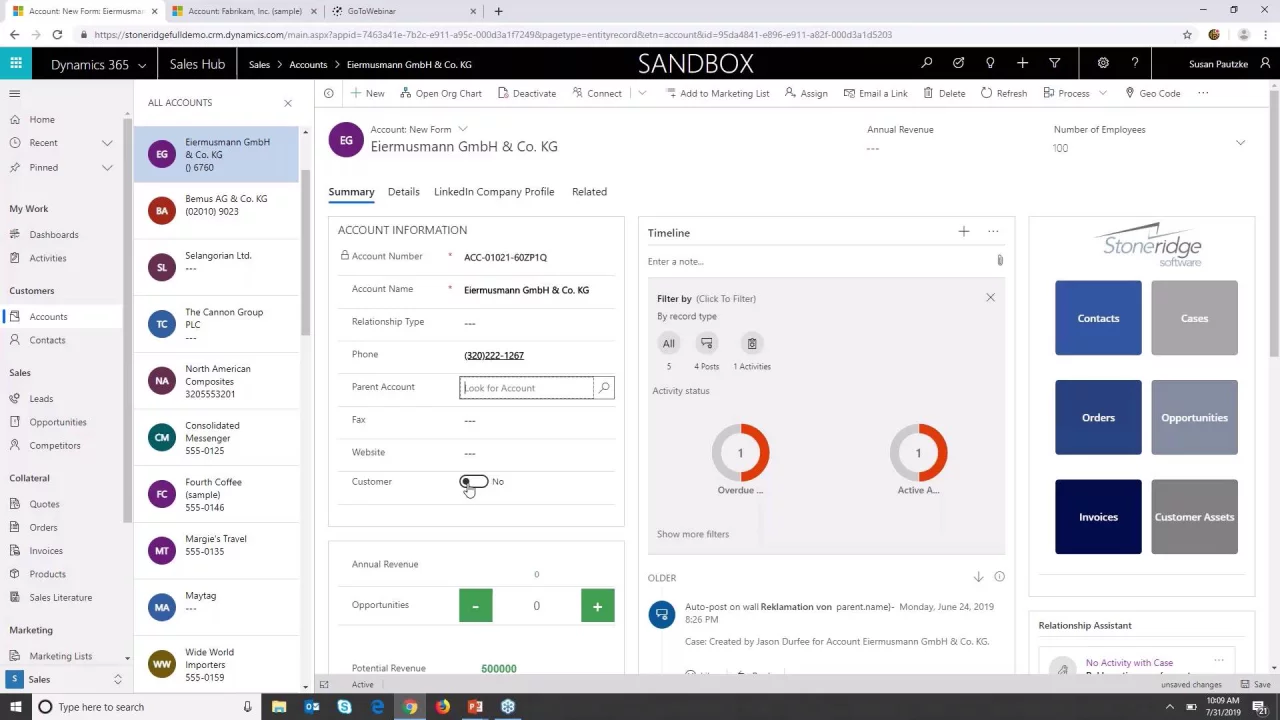 Account: New Form: Eiermusm
Account: Fabrikam, Inc. (sample)
GoToWebinar
https://stoneridgefulldemo.crm.dynamics.com/main.aspx?appid=7463a41e-7b2c-e911-a95c-000d3a1f7249&pagetype=entityrecord&etn=account&id=95da4841-e896-e911-a82f-000d3a1d5203
Dynamics 365
Sales Hub
Sales > Accounts > Eiermusmann GmbH & Co. KG
SANDBOX
Susan Pautzke
ALL ACCOUNTS
New
Open Org Chart
Deactivate
Connect
Add to Marketing List
Assign
Email a Link
Delete
Refresh
Process
Geo Code
Home
Recent
Pinned
My Work
Dashboards
Activities
Customers
Accounts
Contacts
Sales
Leads
Opportunities
Competitors
Collateral
Quotes
Orders
Invoices
Products
Sales Literature
Marketing
Marketing Lists
S Sales
EG
Eiermusmann GmbH
& Co. KG
() 6760
BA
Bemus AG & Co. KG
(02010) 9023
SL
Selangorian Ltd.
---
TC
The Cannon Group
PLC
---
NA
North American
Composites
3205553201
CM
Consolidated
Messenger
555-0125
FC
Fourth Coffee
(sample)
555-0146
MT
Margie's Travel
555-0135
MA
Maytag
---
WW
Wide World
Importers
555-0159
EG
Account: New Form
Eiermusmann GmbH & Co. KG
Annual Revenue
---
Number of Employees
100
Summary
Details
LinkedIn Company Profile
Related
ACCOUNT INFORMATION
Account Number * ACC-01021-60ZP1Q
Account Name * Eiermusmann GmbH & Co. KG
Relationship Type ---
Phone (320)222-1267
Parent Account Look for Account
Fax ---
Website ---
Customer No
Annual Revenue
0
Opportunities - 0 +
Potential Revenue 500000
Timeline
Enter a note...
Filter by (Click To Filter)
By record type
All
5
4 Posts
1 Activities
Activity status
1
Overdue ...
1
Active A...
Show more filters
OLDER
Auto-post on wall Reklamation von parent.name)- Monday, June 24, 2019
8:26 PM
Case: Created by Jason Durfee for Account Eiermusmann GmbH & Co. KG.
Stoneridge
software
Contacts
Cases
Orders
Opportunities
Invoices
Customer Assets
Relationship Assistant
No Activity with Case
Active
unsaved changes
Save
Type here to search
10:09 AM
7/31/2019
21